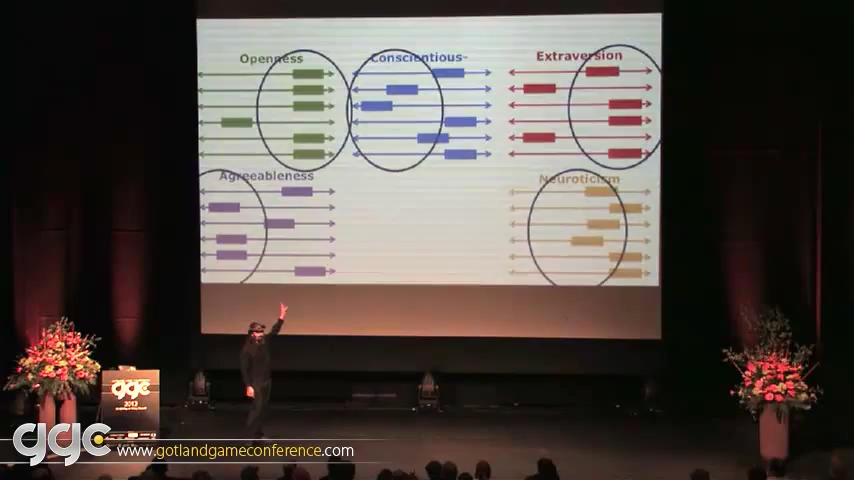 Openness
Conscientious-
Extraversion
Agreeableness
Neuroticism
ggc
2013
ggc www.gotlandgameconference.com